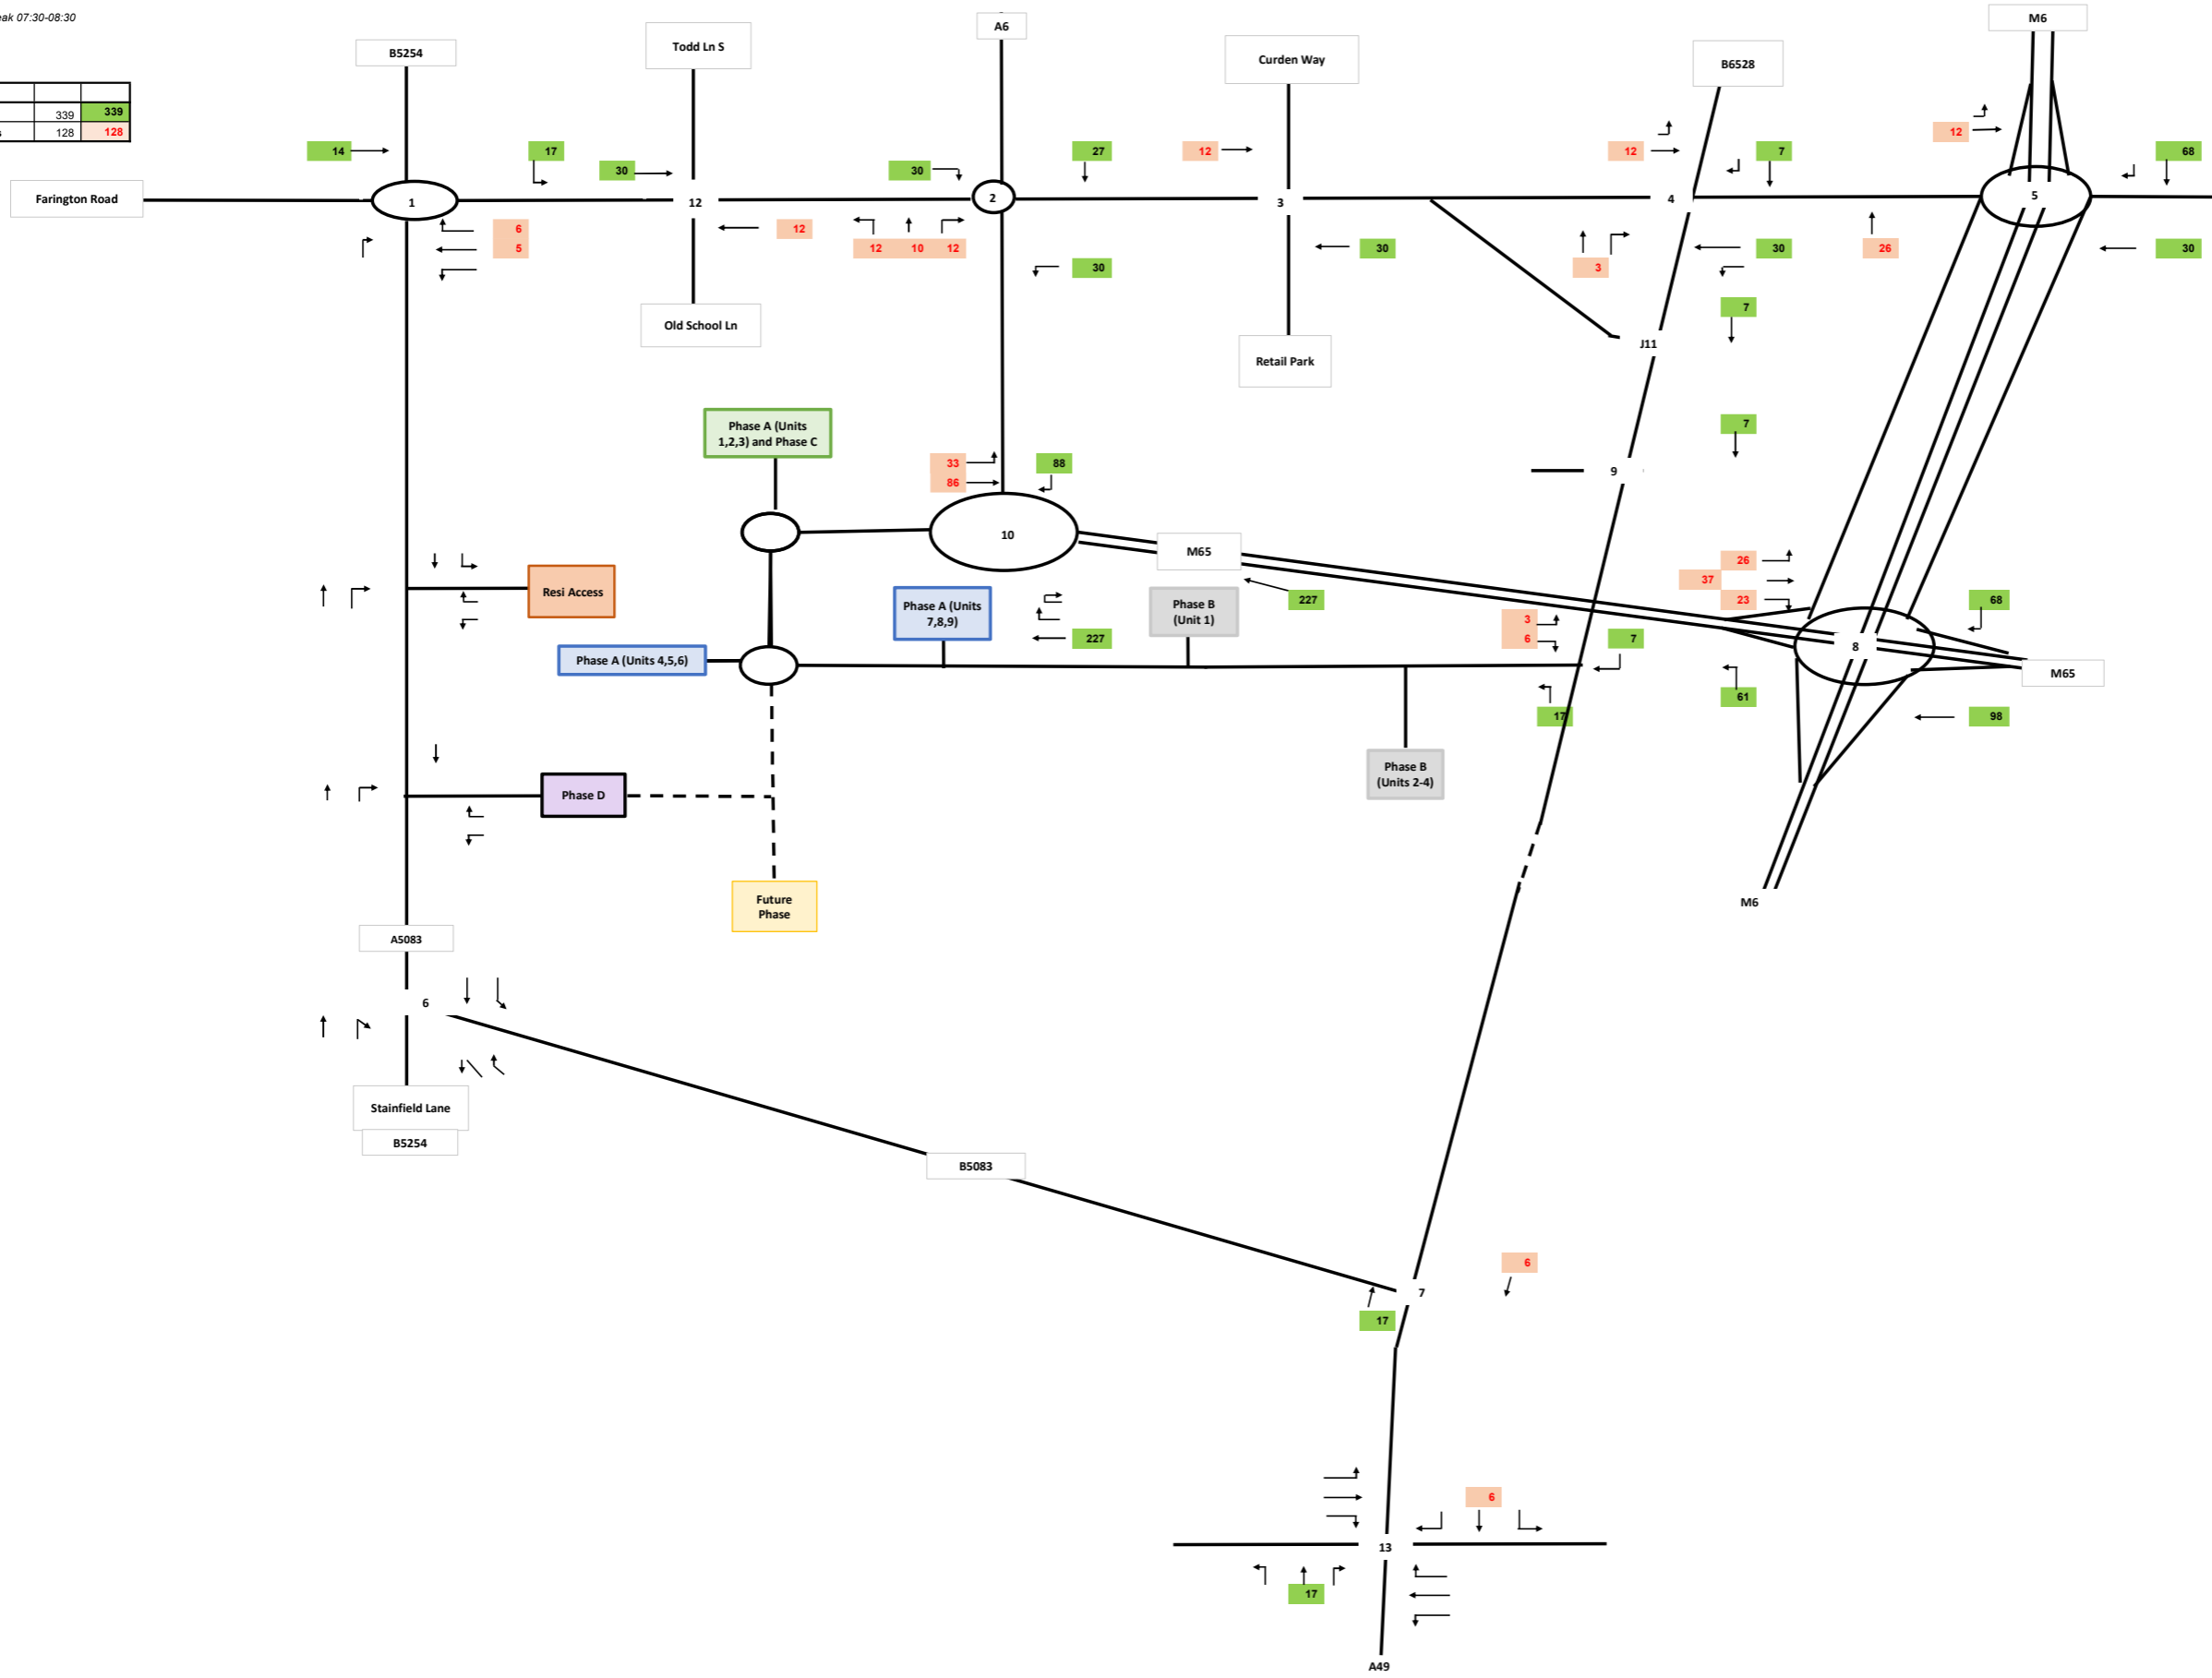 eak 07:30-08:30
339 339
s 128 128
B5254
Todd Ln S
A6
Curden Way
B6528
M6
14
17
30
30
27
12
12
7
12
68
Farington Road
1
12
2
3
4
5
6
5
12
12 10 12
30
30
3
30
26
30
7
Old School Ln
Retail Park
J11
Phase A (Units
1,2,3) and Phase C
33
86
88
7
9
10
M65
Resi Access
Phase A (Units
7,8,9)
227
Phase B
(Unit 1)
227
26
37
23
68
3
6
7
8
Phase A (Units 4,5,6)
M65
61
17
98
Phase B
(Units 2-4)
Phase D
Future
Phase
M6
A5083
6
Stainfield Lane
B5254
B5083
6
7
17
6
13
17
A49